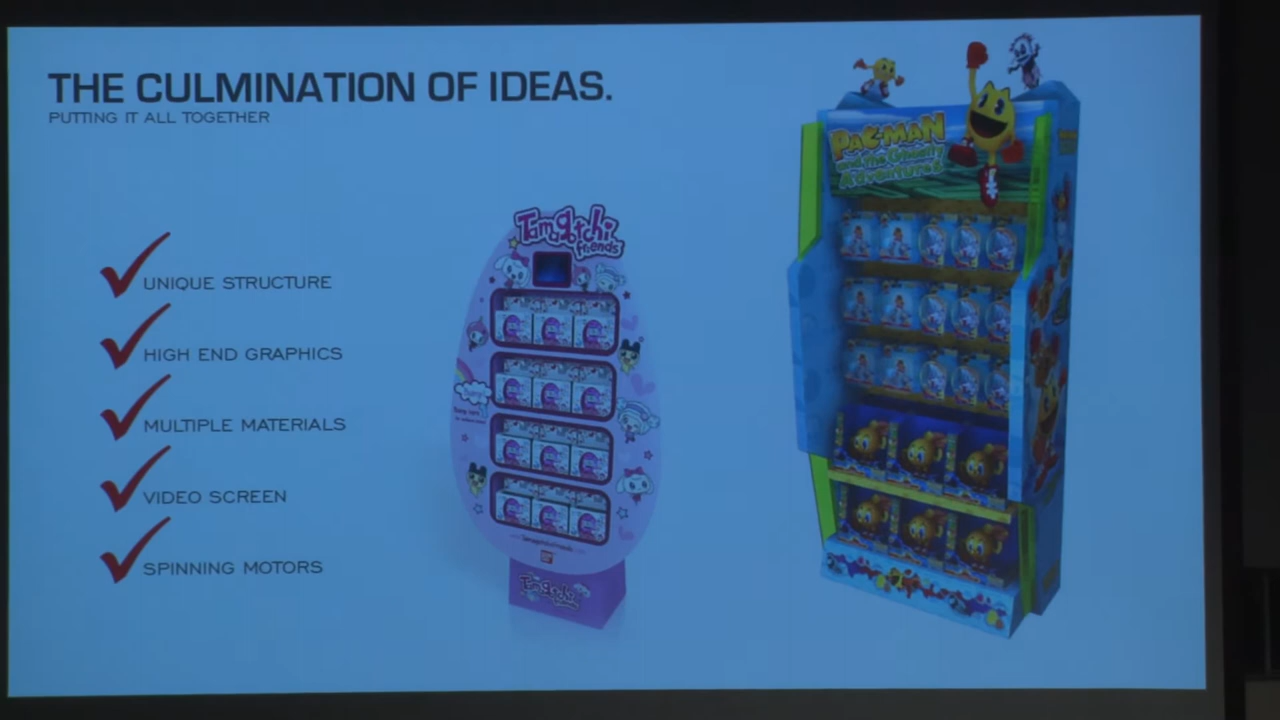 THE CULMINATION OF IDEAS.
PUTTING IT ALL TOGETHER
UNIQUE STRUCTURE
HIGH END GRAPHICS
MULTIPLE MATERIALS
VIDEO SCREEN
SPINNING MOTORS
Tamagotchi
friends
Tamagotchi
PAC-MAN
and the Ghostly
Adventures